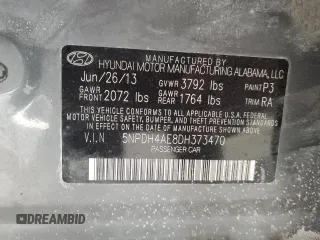 MANUFACTURED BY
HYUNDAI MOTOR MANUFACTURING ALABAMA, LLC
Jun/26/13 GVWR 3792 lbs PAINT P3
GAWR FRONT 2072 lbs GAWR REAR 1764 lbs TRIM RA
THIS VEHICLE CONFORMS TO ALL APPLICABLE U.S. FEDERAL
MOTOR VEHICLE SAFETY, BUMPER, AND THEFT PREVENTION
STANDARDS IN EFFECT ON THE DATE OF MANUFACTURE SHOWN ABOVE.
V.I.N 5NPDH4AE8DH373470
PASSENGER CAR